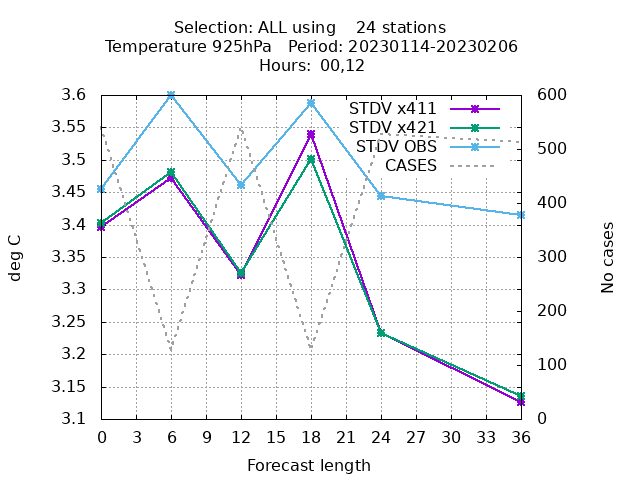 Selection: ALL using    24 stations
Temperature 925hPa   Period: 20230114-20230206
Hours:  00,12
STDV x411
STDV x421
STDV OBS
CASES
3.6
3.55
3.5
3.45
3.4
3.35
3.3
3.25
3.2
3.15
3.1
600
500
400
300
200
100
0
deg C
No cases
0 3 6 9 12 15 18 21 24 27 30 33 36
Forecast length